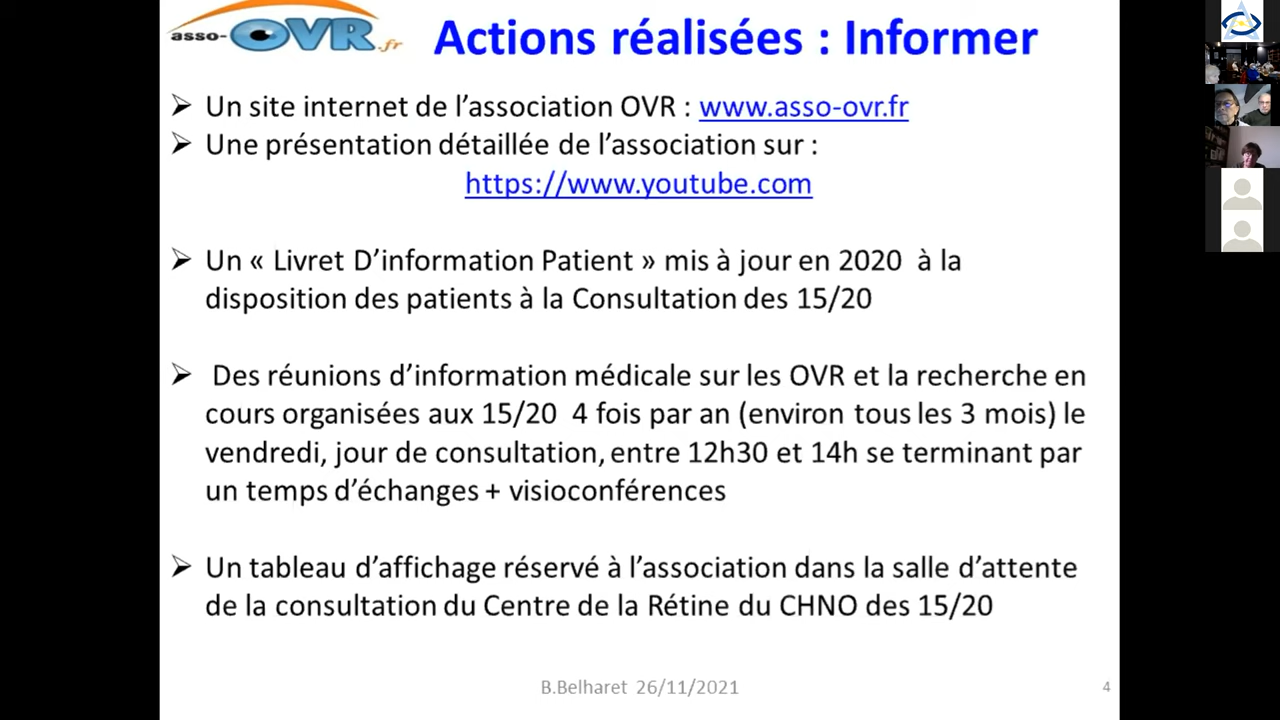 asso-OVR.fr
Actions réalisées : Informer
➢ Un site internet de l’association OVR : www.asso-ovr.fr
➢ Une présentation détaillée de l’association sur :
https://www.youtube.com
➢ Un « Livret D’information Patient » mis à jour en 2020 à la
disposition des patients à la Consultation des 15/20
➢ Des réunions d’information médicale sur les OVR et la recherche en
cours organisées aux 15/20 4 fois par an (environ tous les 3 mois) le
vendredi, jour de consultation, entre 12h30 et 14h se terminant par
un temps d’échanges + visioconférences
➢ Un tableau d’affichage réservé à l’association dans la salle d’attente
de la consultation du Centre de la Rétine du CHNO des 15/20
B.Belharet 26/11/2021
4